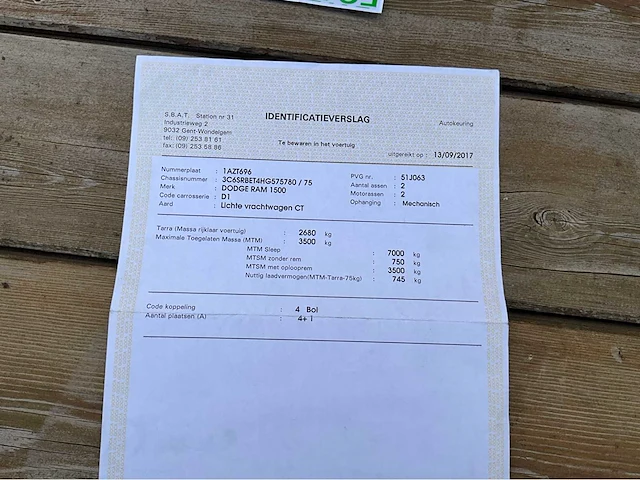 S.B.A.T. Station nr 31
Industrieweg 2
9032 Gent-Wondelgem
tel: (09) 253 81 61
fax: (09) 253 58 86
IDENTIFICATIEVERSLAG
Autokeuring
Te bewaren in het voertuig
uitgereikt op : 13/09/2017
Nummerplaat : 1AZT696
Chassisnummer : 3C6SRBET4HG575780 / 75
Merk : DODGE RAM 1500
Code carrosserie : D1
Aard : Lichte vrachtwagen CT
PVG nr. : 51J063
Aantal assen : 2
Motorassen : 2
Ophanging : Mechanisch
Tarra (Massa rijklaar voertuig) : 2680 kg
Maximale Toegelaten Massa (MTM) : 3500 kg
MTM Sleep : 7000 kg
MTSM zonder ram : 750 kg
MTSM met oplooprem : 3500 kg
Nuttig laadvermogen(MTM-Tarra-75kg) : 745 kg
Code koppeling : 4 Bol
Aantal plaatsen (A) : 4+ 1